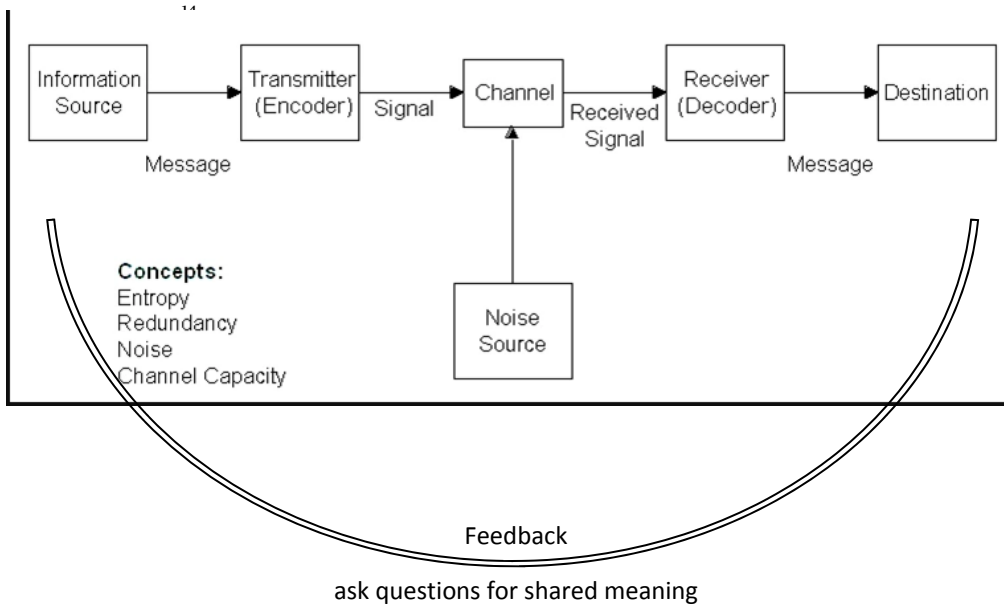 Information
Source
Transmitter
(Encoder)
Channel
Receiver
(Decoder)
Destination
Message
Signal
Received
Signal
Message
Concepts:
Entropy
Redundancy
Noise
Channel Capacity
Noise
Source
Feedback
ask questions for shared meaning